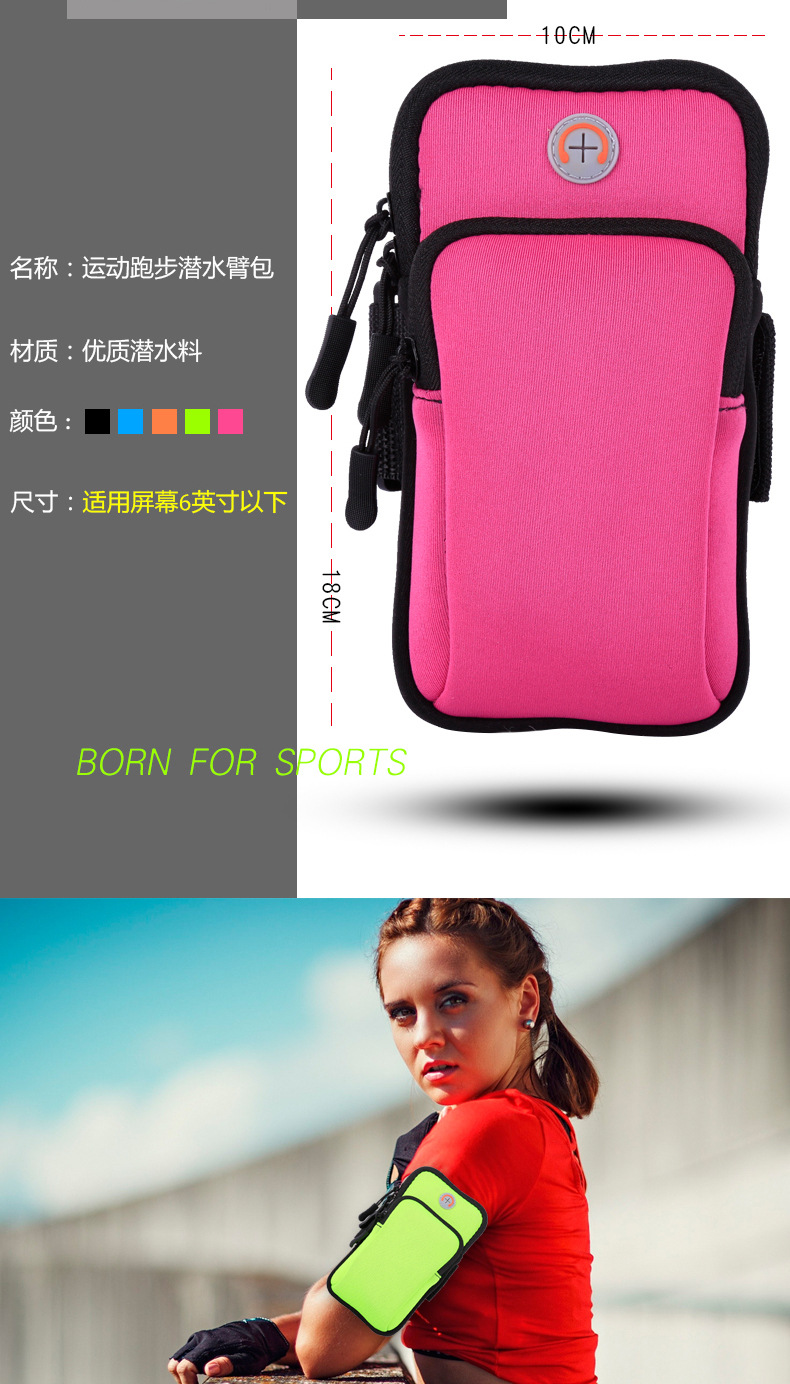 10CM
名称：运动跑步潜水臂包
材质：优质潜水料
颜色：
尺寸：适用屏幕6英寸以下
18CM
BORN FOR SPORTS